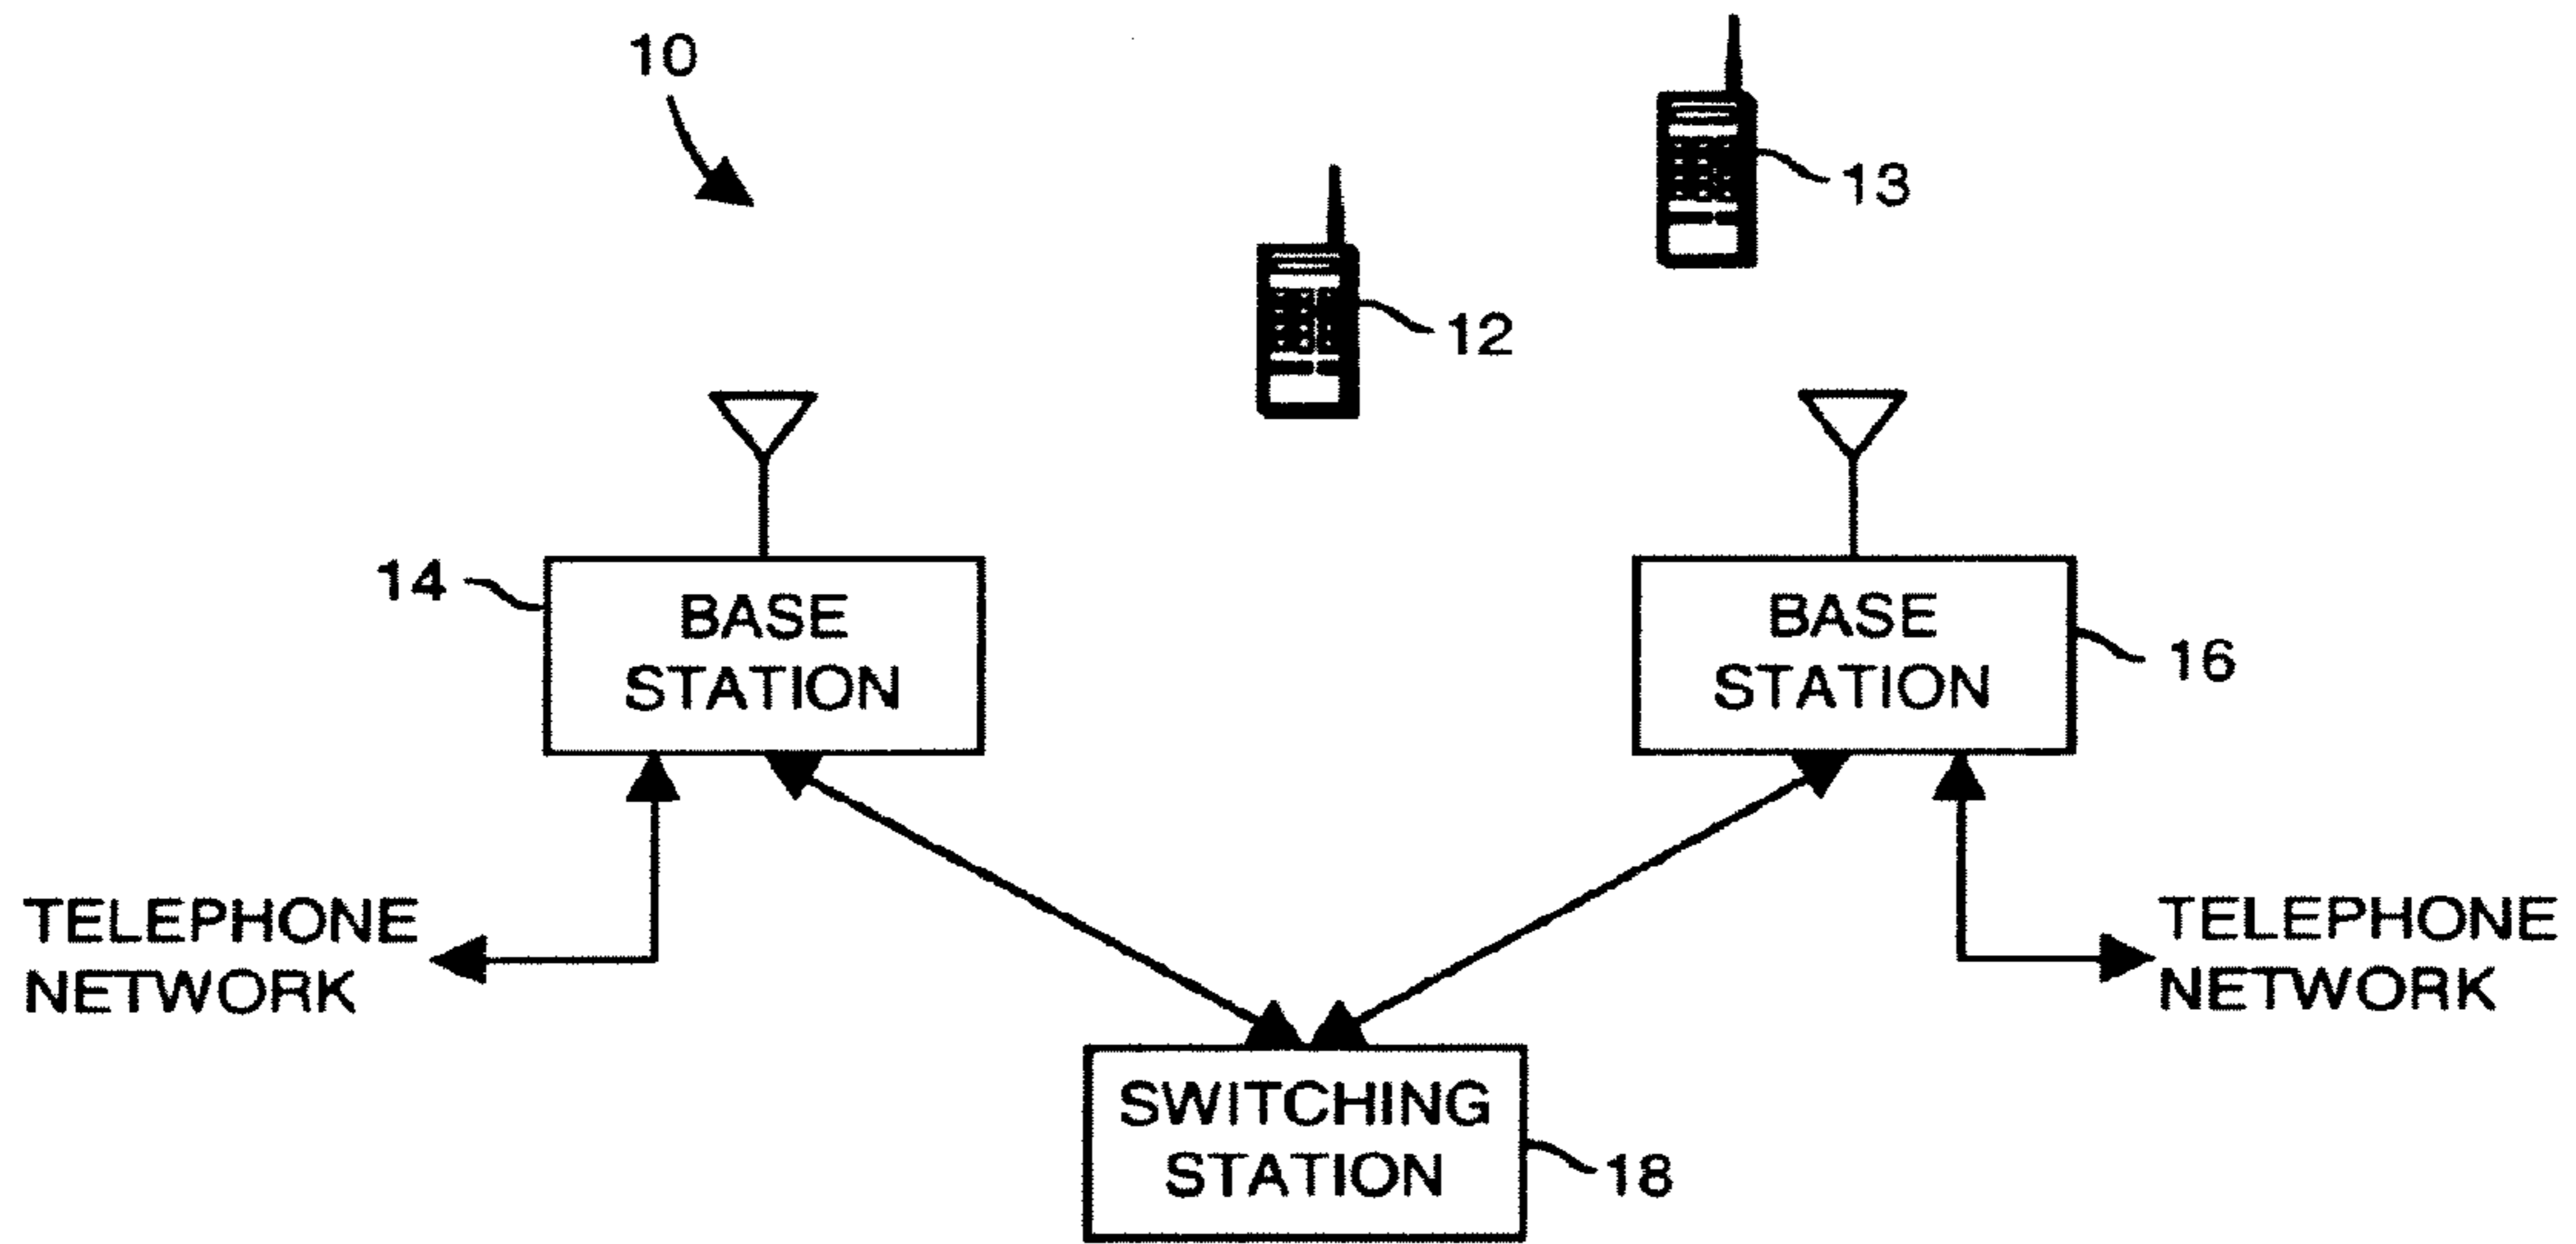 10
13
12
14
BASE
STATION
BASE
STATION
16
TELEPHONE
NETWORK
TELEPHONE
NETWORK
SWITCHING
STATION
18